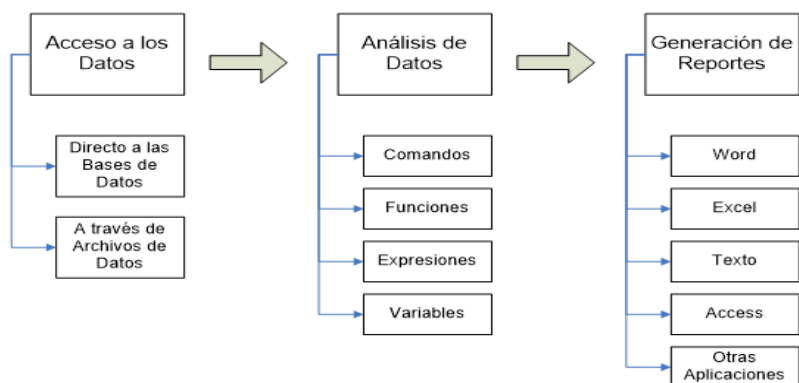 Acceso a los
Datos
Directo a las
Bases de
Datos
A través de
Archivos de
Datos
Análisis de
Datos
Comandos
Funciones
Expresiones
Variables
Generación de
Reportes
Word
Excel
Texto
Access
Otras
Aplicaciones